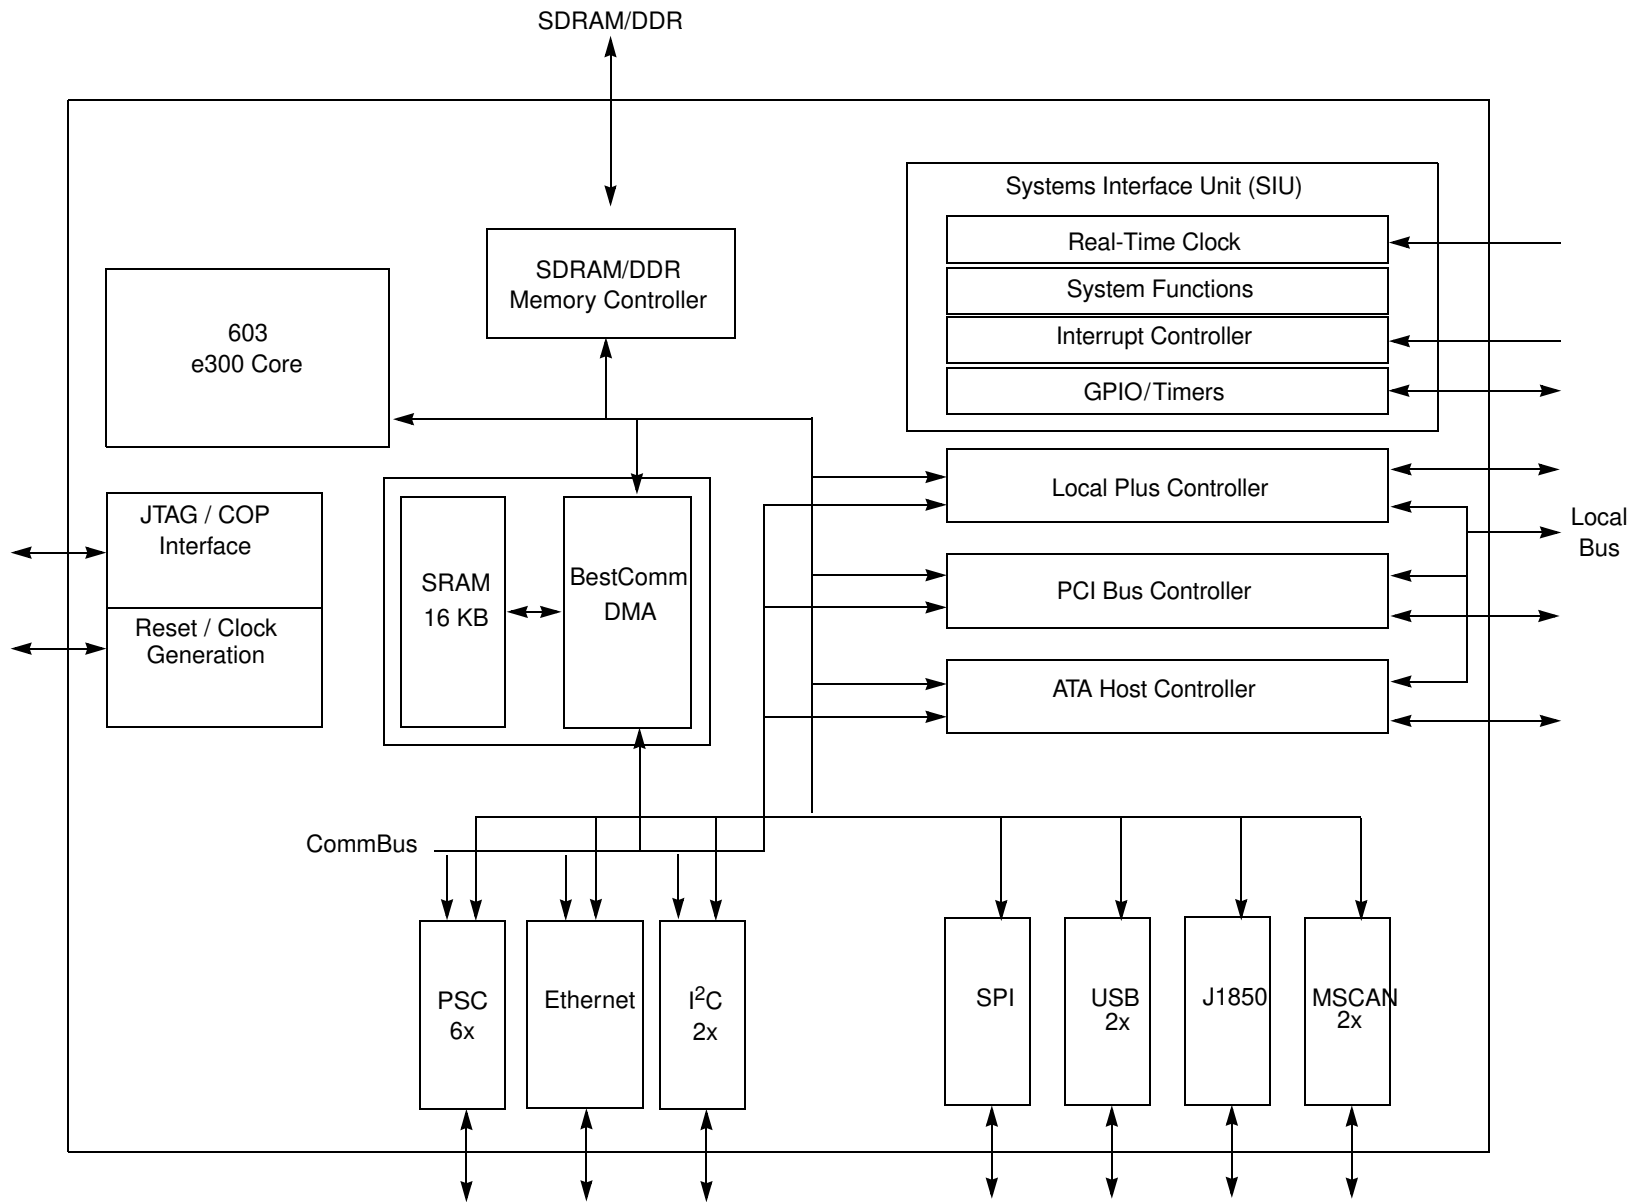 SDRAM/DDR
Systems Interface Unit (SIU)
Real-Time Clock
System Functions
Interrupt Controller
GPIO/Timers
SDRAM/DDR
Memory Controller
603
e300 Core
Local Plus Controller
PCI Bus Controller
ATA Host Controller
Local
Bus
JTAG / COP
Interface
Reset / Clock
Generation
SRAM
16 KB
BestComm
DMA
CommBus
PSC
6x
Ethernet
I²C
2x
SPI
USB
2x
J1850
MSCAN
2x